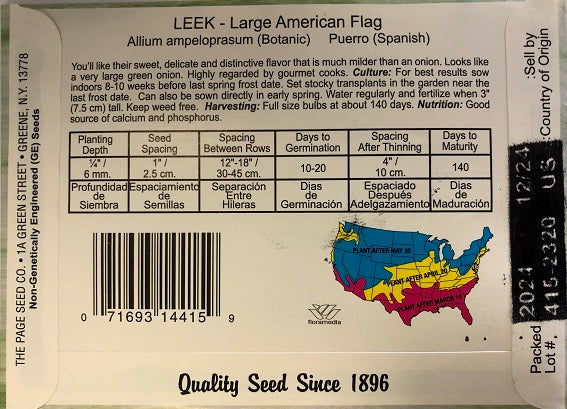 LEEK - Large American Flag
Allium ampeloprasum (Botanic) Puerro (Spanish)
You'll like their sweet, delicate and distinctive flavor that is much milder than an onion. Looks like
a very large green onion. Highly regarded by gourmet cooks. Culture: For best results sow
indoors 8-10 weeks before last spring frost date. Set stocky transplants in the garden near the
last frost date. Can also be sown directly in early spring. Water regularly and fertilize when 3"
(7.5 cm) tall. Keep weed free. Harvesting: Full size bulbs at about 140 days. Nutrition: Good
source of calcium and phosphorus.
Planting Depth Seed Spacing Spacing Between Rows Days to Germination Spacing After Thinning Days to Maturity
¼" / 6 mm. 1" / 2.5 cm. 12"-18" / 30-45 cm. 10-20 4" / 10 cm. 140
Profundidad de Siembra Espaciamiento de Semillas Separación Entre Hileras Dias de Germinación Espaciado Después Adelgazamiento Dias de Maduración
PLANT AFTER MAY 30
PLANT AFTER APRIL 20
PLANT AFTER MARCH 10
floramedia
0 71693 14415 9
Quality Seed Since 1896
THE PAGE SEED CO. • 1A GREEN STREET • GREENE, N.Y. 13778
Non-Genetically Engineered (GE) Seeds
Packed 2024 12/24 :Sell by
Lot #. 415-2320 US :Country of Origin